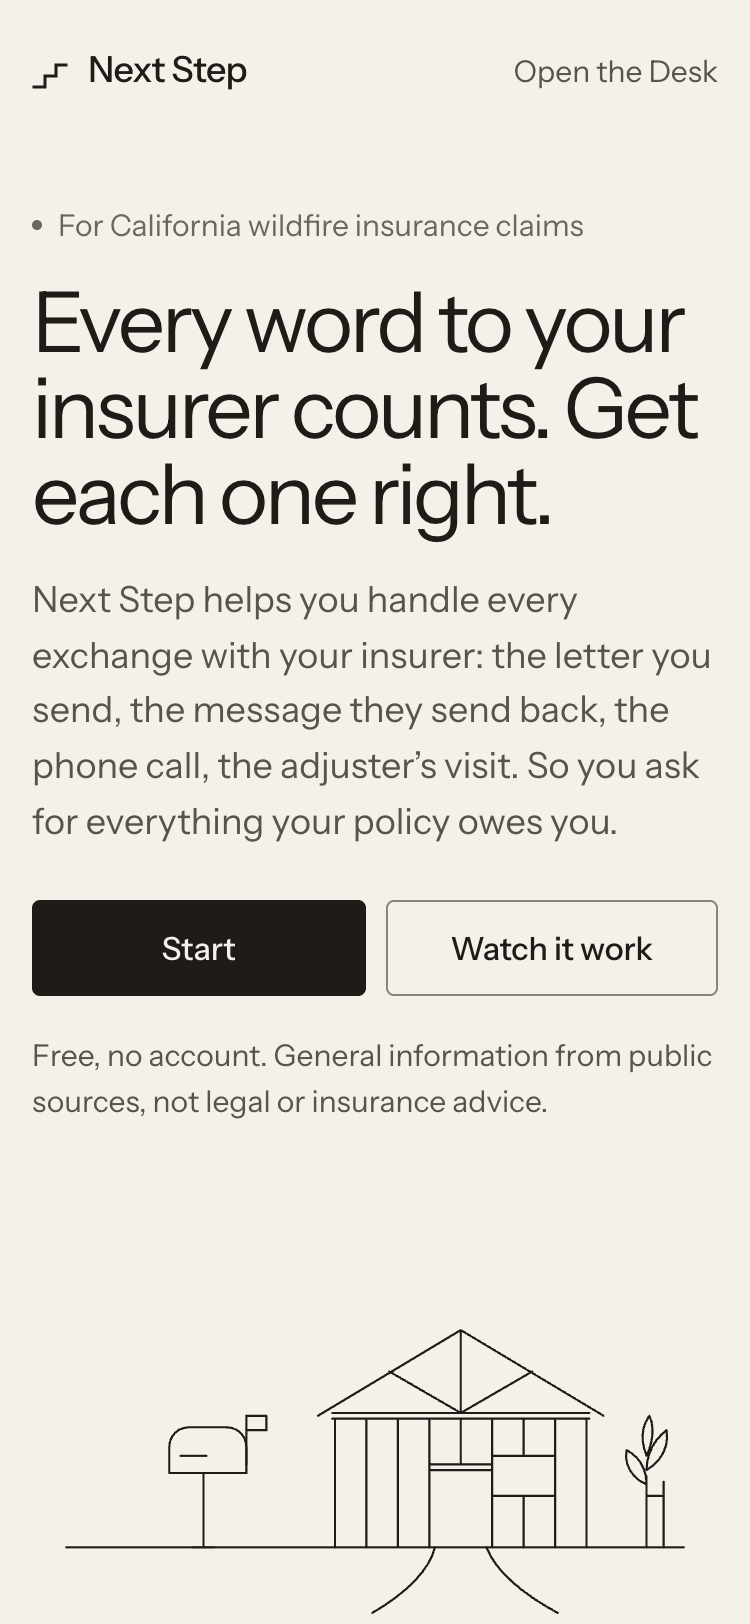 Next Step
Open the Desk
• For California wildfire insurance claims
Every word to your
insurer counts. Get
each one right.
Next Step helps you handle every
exchange with your insurer: the letter you
send, the message they send back, the
phone call, the adjuster’s visit. So you ask
for everything your policy owes you.
Start
Watch it work
Free, no account. General information from public
sources, not legal or insurance advice.